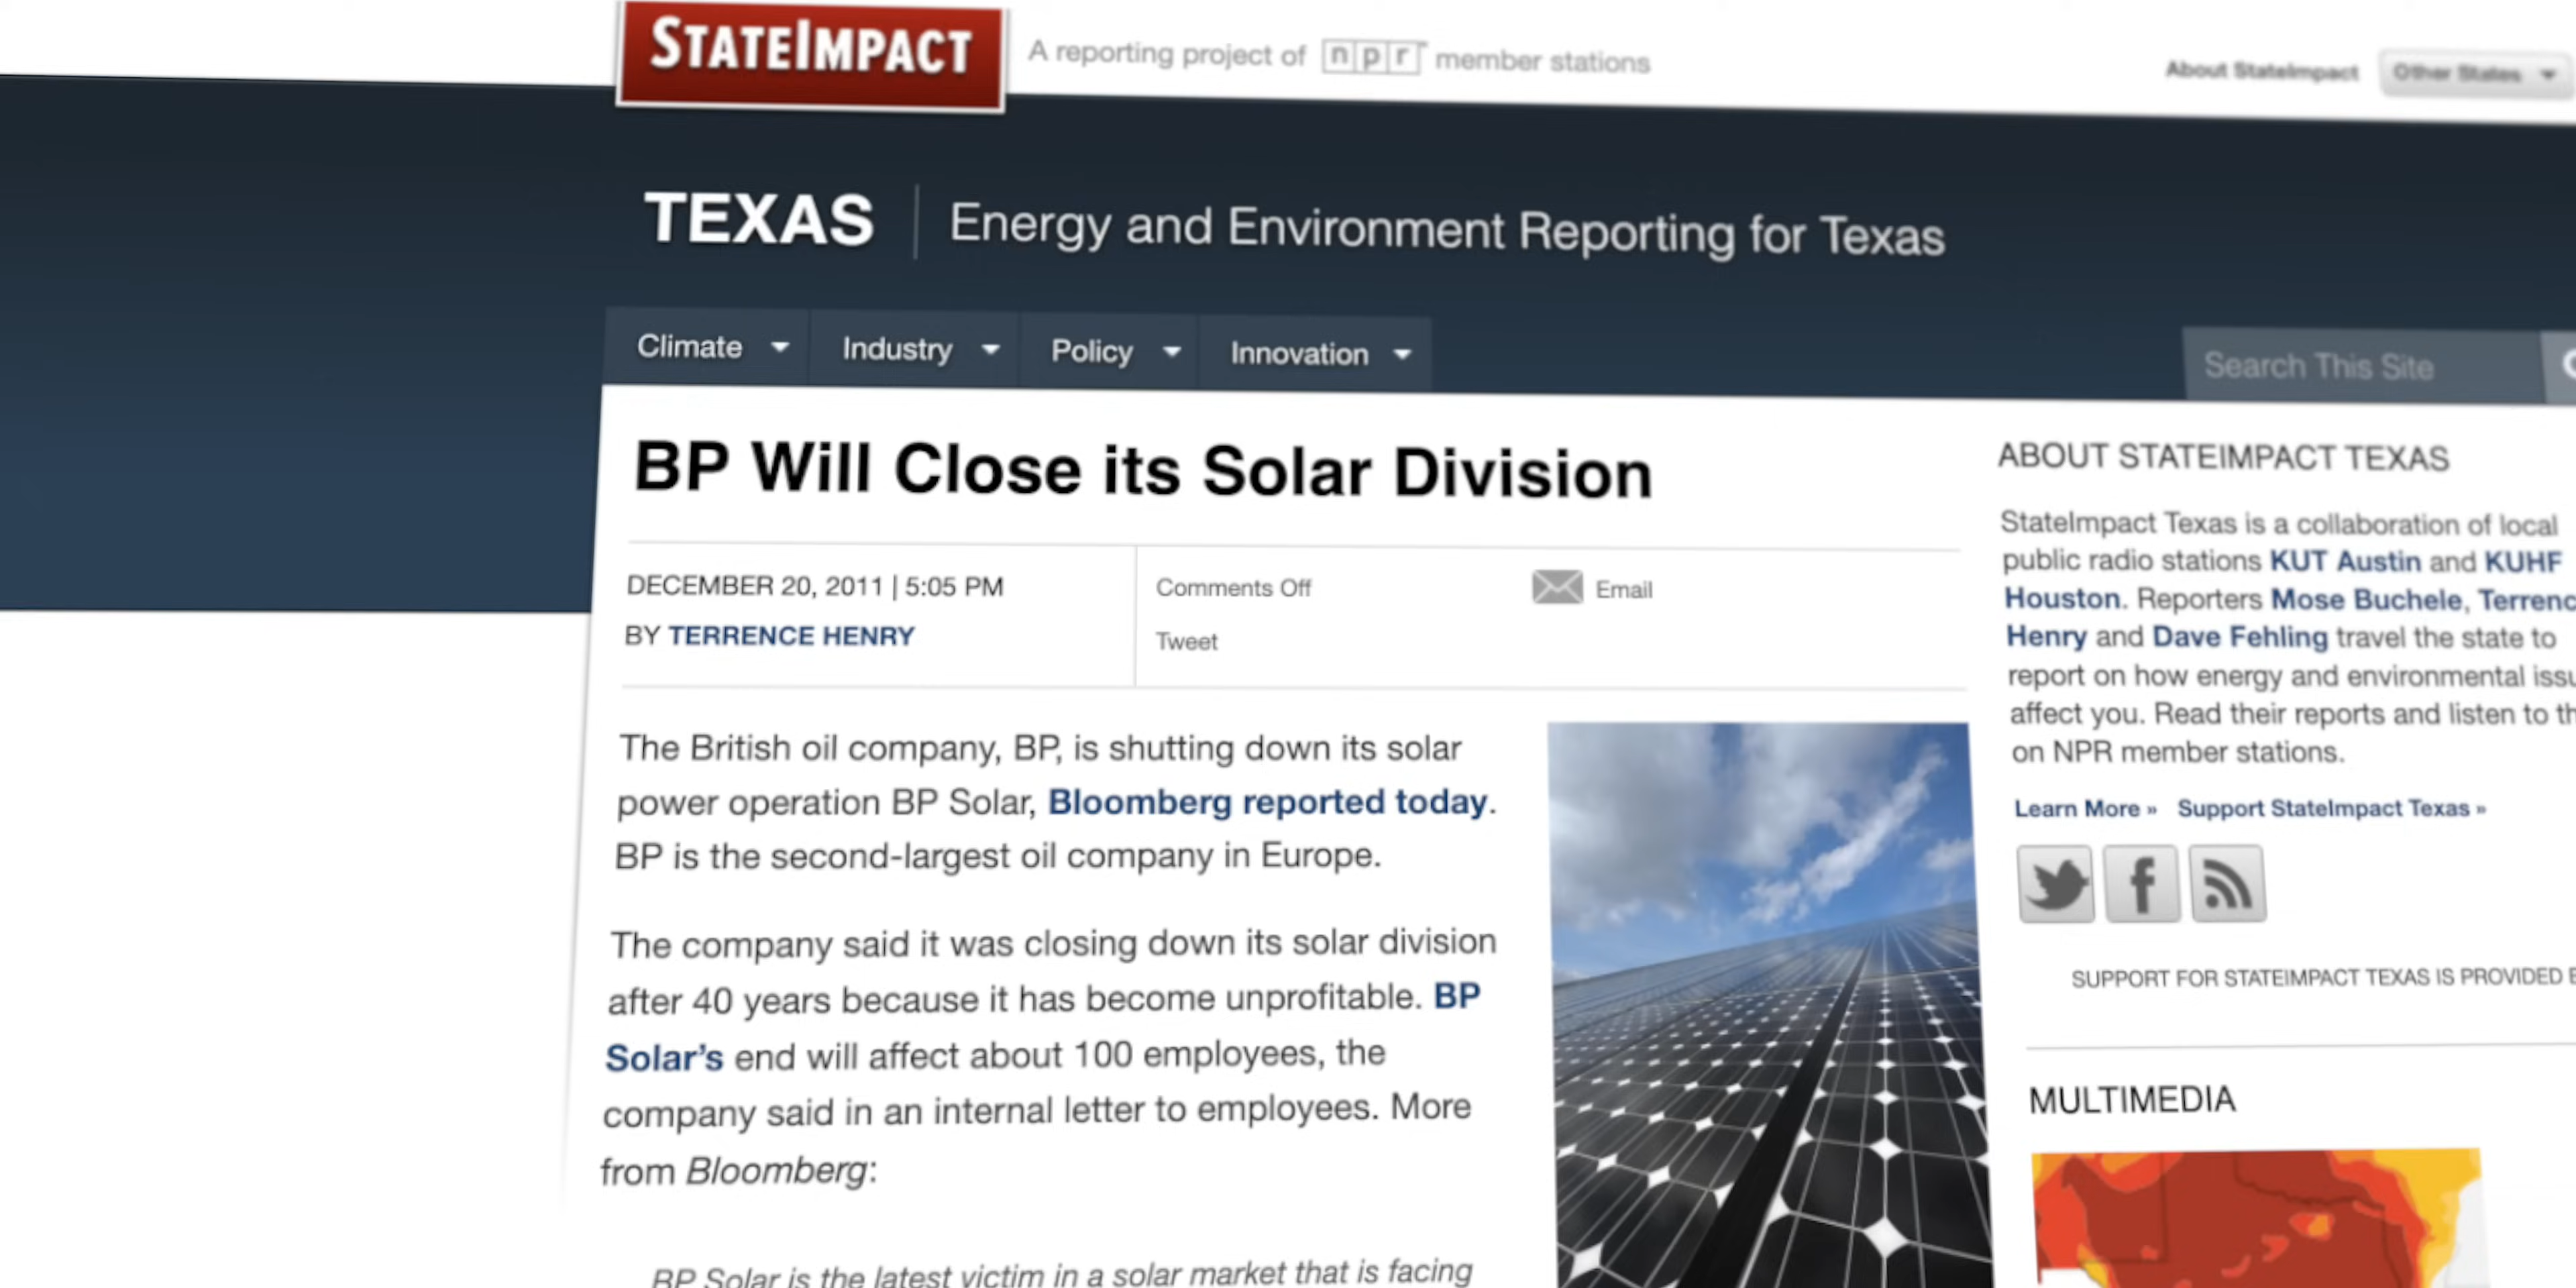 STATEIMPACT
A reporting project of npr member stations
About StateImpact
Other States
TEXAS
Energy and Environment Reporting for Texas
Climate
Industry
Policy
Innovation
Search This Site
BP Will Close its Solar Division
DECEMBER 20, 2011 | 5:05 PM
BY TERRENCE HENRY
Comments Off
Tweet
Email
The British oil company, BP, is shutting down its solar
power operation BP Solar, Bloomberg reported today.
BP is the second-largest oil company in Europe.
The company said it was closing down its solar division
after 40 years because it has become unprofitable. BP
Solar’s end will affect about 100 employees, the
company said in an internal letter to employees. More
from Bloomberg:
BP Solar is the latest victim in a solar market that is facing
ABOUT STATEIMPACT TEXAS
StateImpact Texas is a collaboration of local
public radio stations KUT Austin and KUHF
Houston. Reporters Mose Buchele, Terrenc
Henry and Dave Fehling travel the state to
report on how energy and environmental issu
affect you. Read their reports and listen to th
on NPR member stations.
Learn More » Support StateImpact Texas »
SUPPORT FOR STATEIMPACT TEXAS IS PROVIDED
MULTIMEDIA